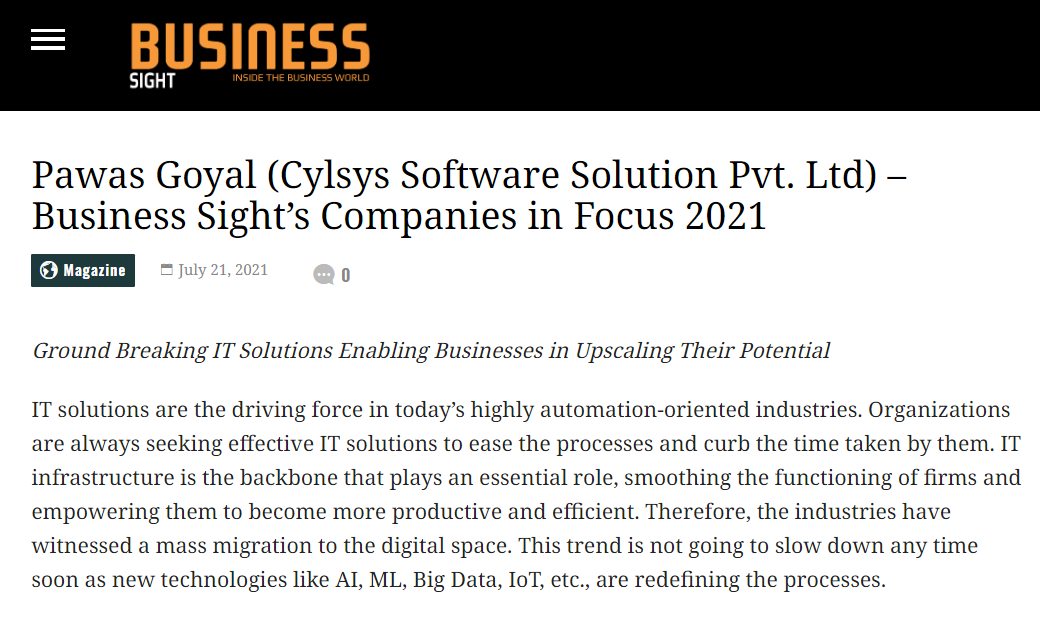 BUSINESS
SIGHT INSIDE THE BUSINESS WORLD
Pawas Goyal (Cylsys Software Solution Pvt. Ltd) –
Business Sight’s Companies in Focus 2021
Magazine July 21, 2021 0
Ground Breaking IT Solutions Enabling Businesses in Upscaling Their Potential
IT solutions are the driving force in today’s highly automation-oriented industries. Organizations
are always seeking effective IT solutions to ease the processes and curb the time taken by them. IT
infrastructure is the backbone that plays an essential role, smoothing the functioning of firms and
empowering them to become more productive and efficient. Therefore, the industries have
witnessed a mass migration to the digital space. This trend is not going to slow down any time
soon as new technologies like AI, ML, Big Data, IoT, etc., are redefining the processes.